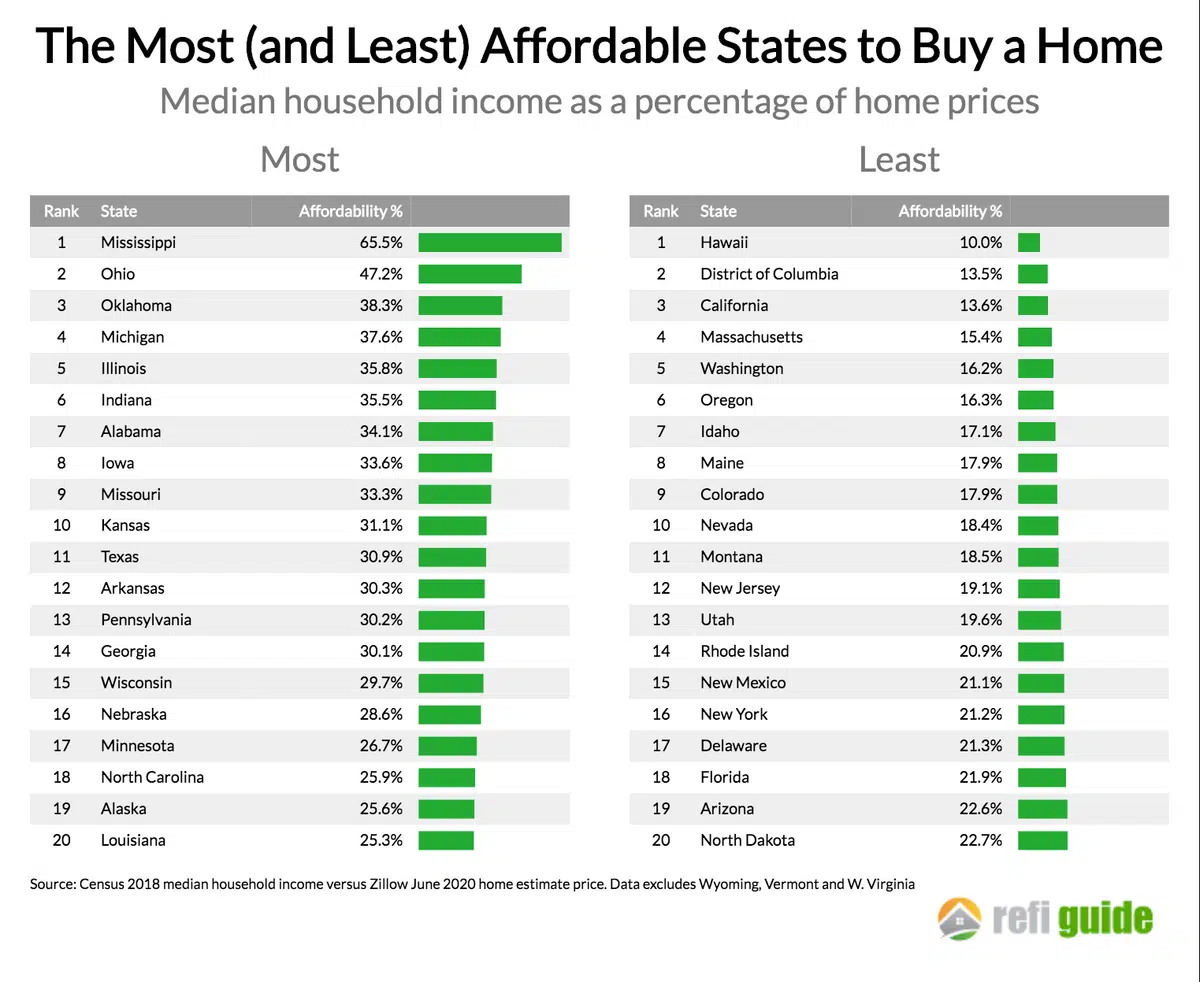 The Most (and Least) Affordable States to Buy a Home
Median household income as a percentage of home prices
Most
Rank State Affordability %
1 Mississippi 65.5%
2 Ohio 47.2%
3 Oklahoma 38.3%
4 Michigan 37.6%
5 Illinois 35.8%
6 Indiana 35.5%
7 Alabama 34.1%
8 Iowa 33.6%
9 Missouri 33.3%
10 Kansas 31.1%
11 Texas 30.9%
12 Arkansas 30.3%
13 Pennsylvania 30.2%
14 Georgia 30.1%
15 Wisconsin 29.7%
16 Nebraska 28.6%
17 Minnesota 26.7%
18 North Carolina 25.9%
19 Alaska 25.6%
20 Louisiana 25.3%
Least
Rank State Affordability %
1 Hawaii 10.0%
2 District of Columbia 13.5%
3 California 13.6%
4 Massachusetts 15.4%
5 Washington 16.2%
6 Oregon 16.3%
7 Idaho 17.1%
8 Maine 17.9%
9 Colorado 17.9%
10 Nevada 18.4%
11 Montana 18.5%
12 New Jersey 19.1%
13 Utah 19.6%
14 Rhode Island 20.9%
15 New Mexico 21.1%
16 New York 21.2%
17 Delaware 21.3%
18 Florida 21.9%
19 Arizona 22.6%
20 North Dakota 22.7%
Source: Census 2018 median household income versus Zillow June 2020 home estimate price. Data excludes Wyoming, Vermont and W. Virginia
refi guide